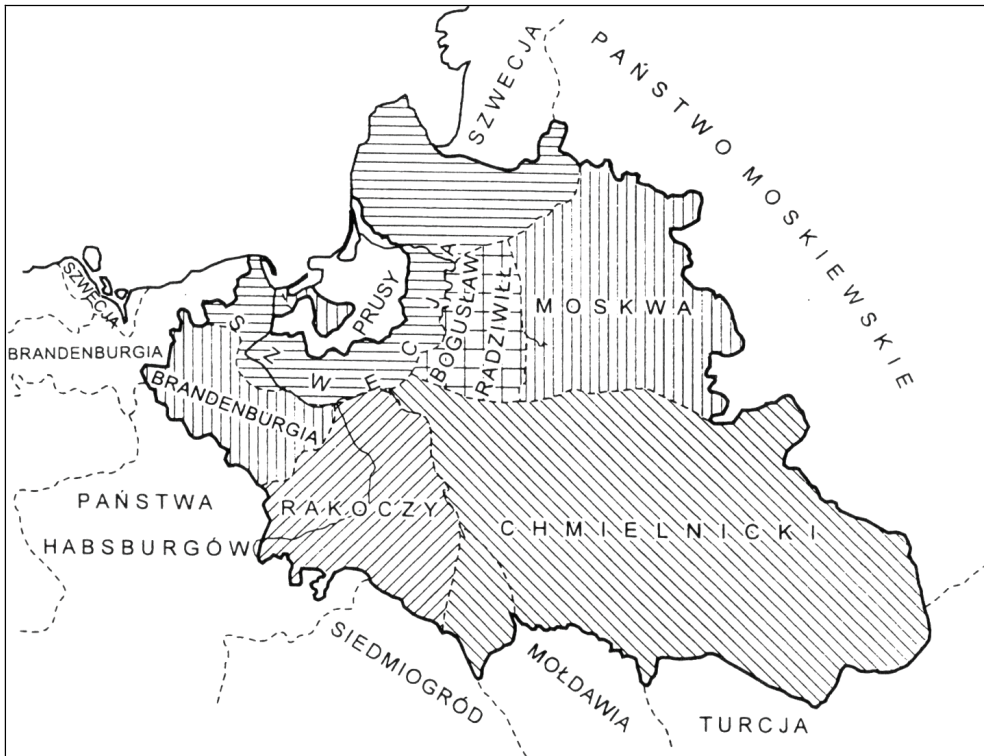 SZWECJA
PAŃSTWO MOSKIEWSKIE
SZWECJA
BRANDENBURGIA
PRUSY
SZWECJA
BOGUSŁAW
RADZIWIŁŁ
MOSKWA
BRANDENBURGIA
PAŃSTWA
HABSBURGÓW
RAKOCZY
CHMIELNICKI
SIEDMIOGRÓD
MOŁDAWIA
TURCJA